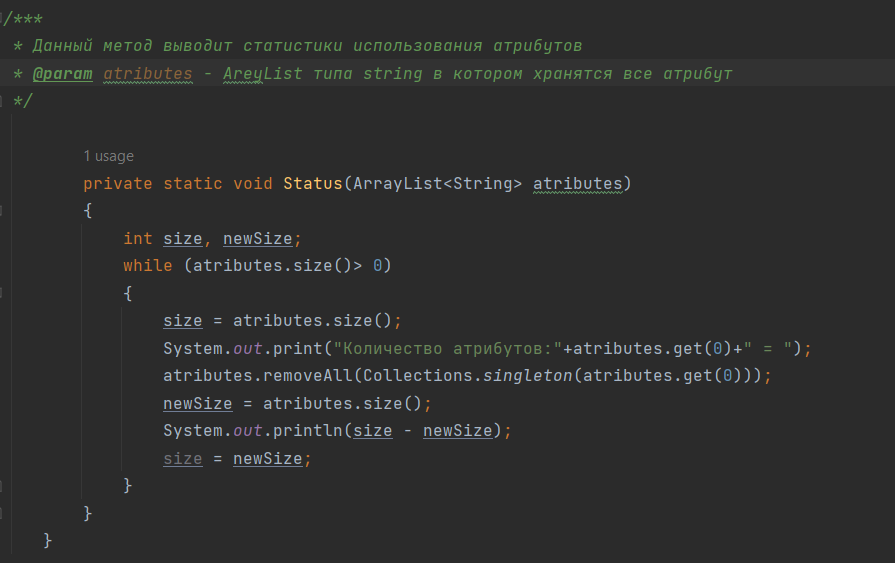 /***
* Данный метод выводит статистики использования атрибутов
* @param atributes - AreyList типа string в котором хранятся все атрибут
*/
1 usage
private static void Status(ArrayList<String> atributes)
{
int size, newSize;
while (atributes.size()> 0)
{
size = atributes.size();
System.out.print("Количество атрибутов:"+atributes.get(0)+" = ");
atributes.removeAll(Collections.singleton(atributes.get(0)));
newSize = atributes.size();
System.out.println(size - newSize);
size = newSize;
}
}
}